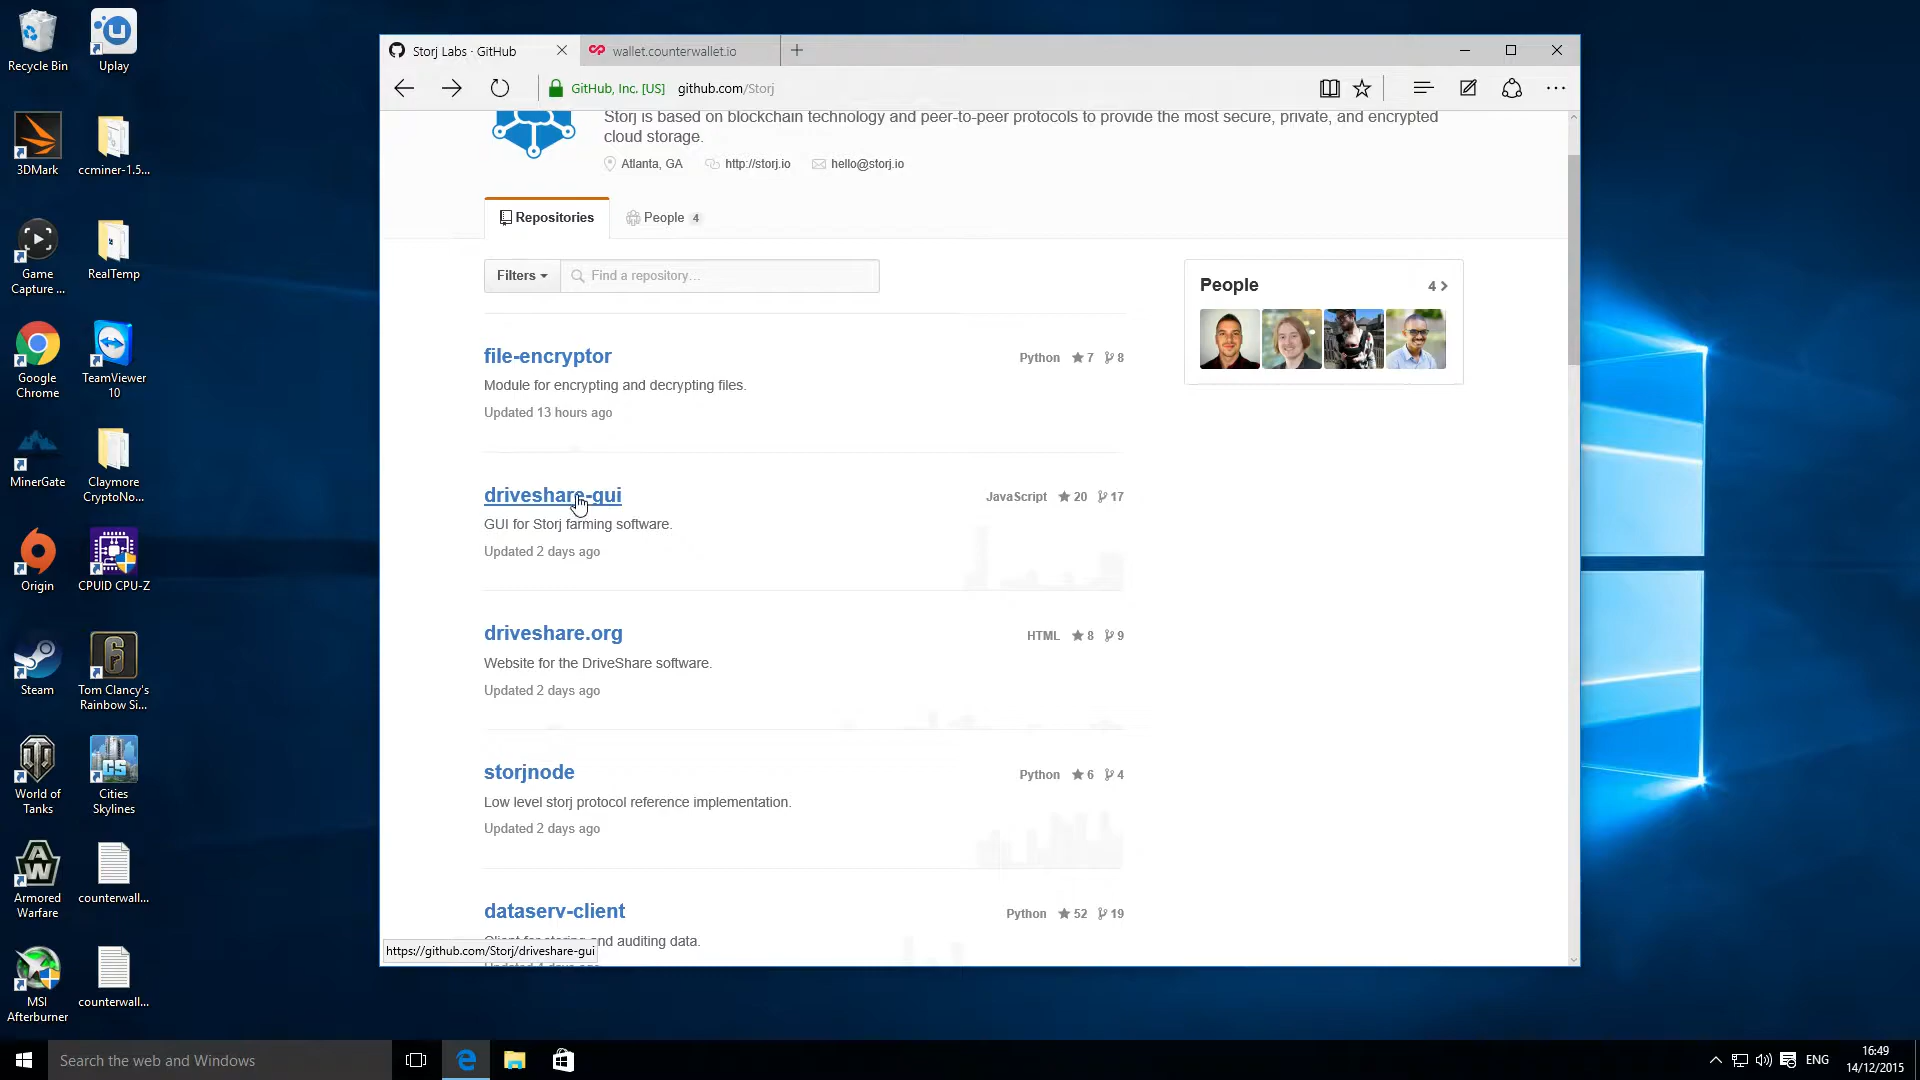 Recycle Bin
Uplay
3DMark
ccminer-1.5...
Game
Capture ...
RealTemp
Google
Chrome
TeamViewer
10
MinerGate
Claymore
CryptoNo...
Origin
CPUID CPU-Z
Steam
Tom Clancy's
Rainbow Si...
World of
Tanks
Cities
Skylines
Armored
Warfare
counterwall...
MSI
Afterburner
counterwall...
Storj Labs · GitHub
wallet.counterwallet.io
GitHub, Inc. [US] github.com/Storj
Storj is based on blockchain technology and peer-to-peer protocols to provide the most secure, private, and encrypted
cloud storage.
Atlanta, GA http://storj.io hello@storj.io
Repositories People 4
Filters Find a repository...
People 4
file-encryptor Python 7 8
Module for encrypting and decrypting files.
Updated 13 hours ago
driveshare-gui JavaScript 20 17
GUI for Storj farming software.
Updated 2 days ago
driveshare.org HTML 8 9
Website for the DriveShare software.
Updated 2 days ago
storjnode Python 6 4
Low level storj protocol reference implementation.
Updated 2 days ago
dataserv-client Python 52 19
Client for storing and auditing data.
https://github.com/Storj/driveshare-gui
Search the web and Windows
ENG
16:49
14/12/2015